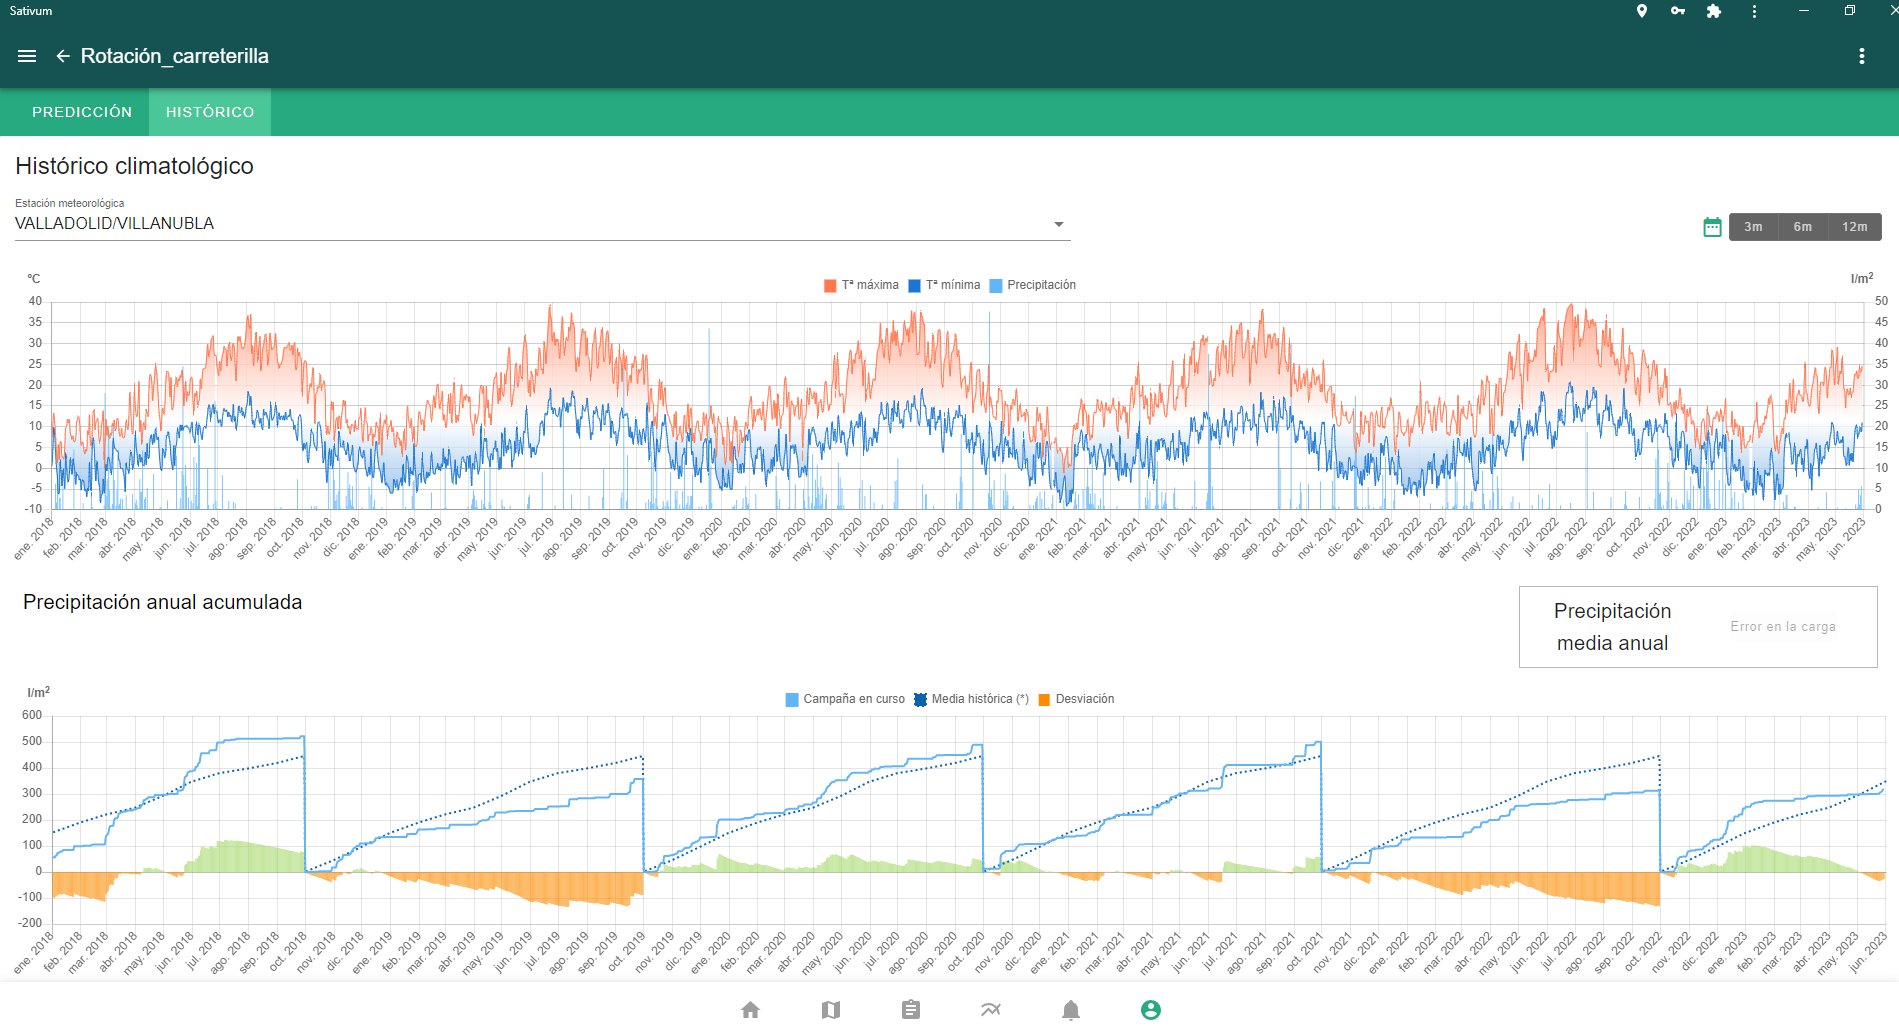 Sativum
Rotación_carreterilla
PREDICCIÓN HISTÓRICO
Histórico climatológico
Estación meteorológica
VALLADOLID/VILLANUBLA
3m 6m 12m
ºC
Tª máxima Tª mínima Precipitación
l/m²
40
35
30
25
20
15
10
5
0
-5
-10
50
45
40
35
30
25
20
15
10
5
0
ene. 2018 feb. 2018 mar. 2018 abr. 2018 may. 2018 jun. 2018 jul. 2018 ago. 2018 sep. 2018 oct. 2018 nov. 2018 dic. 2018 ene. 2019 feb. 2019 mar. 2019 abr. 2019 may. 2019 jun. 2019 jul. 2019 ago. 2019 sep. 2019 oct. 2019 nov. 2019 dic. 2019 ene. 2020 feb. 2020 mar. 2020 abr. 2020 may. 2020 jun. 2020 jul. 2020 ago. 2020 sep. 2020 oct. 2020 nov. 2020 dic. 2020 ene. 2021 feb. 2021 mar. 2021 abr. 2021 may. 2021 jun. 2021 jul. 2021 ago. 2021 sep. 2021 oct. 2021 nov. 2021 dic. 2021 ene. 2022 feb. 2022 mar. 2022 abr. 2022 may. 2022 jun. 2022 jul. 2022 ago. 2022 sep. 2022 oct. 2022 nov. 2022 dic. 2022 ene. 2023 feb. 2023 mar. 2023 abr. 2023 may. 2023 jun. 2023
Precipitación anual acumulada
Precipitación
media anual
Error en la carga
l/m²
Campaña en curso Media histórica (*) Desviación
600
500
400
300
200
100
0
-100
-200
ene. 2018 feb. 2018 mar. 2018 abr. 2018 may. 2018 jun. 2018 jul. 2018 ago. 2018 sep. 2018 oct. 2018 nov. 2018 dic. 2018 ene. 2019 feb. 2019 mar. 2019 abr. 2019 may. 2019 jun. 2019 jul. 2019 ago. 2019 sep. 2019 oct. 2019 nov. 2019 dic. 2019 ene. 2020 feb. 2020 mar. 2020 abr. 2020 may. 2020 jun. 2020 jul. 2020 ago. 2020 sep. 2020 oct. 2020 nov. 2020 dic. 2020 ene. 2021 feb. 2021 mar. 2021 abr. 2021 may. 2021 jun. 2021 jul. 2021 ago. 2021 sep. 2021 oct. 2021 nov. 2021 dic. 2021 ene. 2022 feb. 2022 mar. 2022 abr. 2022 may. 2022 jun. 2022 jul. 2022 ago. 2022 sep. 2022 oct. 2022 nov. 2022 dic. 2022 ene. 2023 feb. 2023 mar. 2023 abr. 2023 may. 2023 jun. 2023